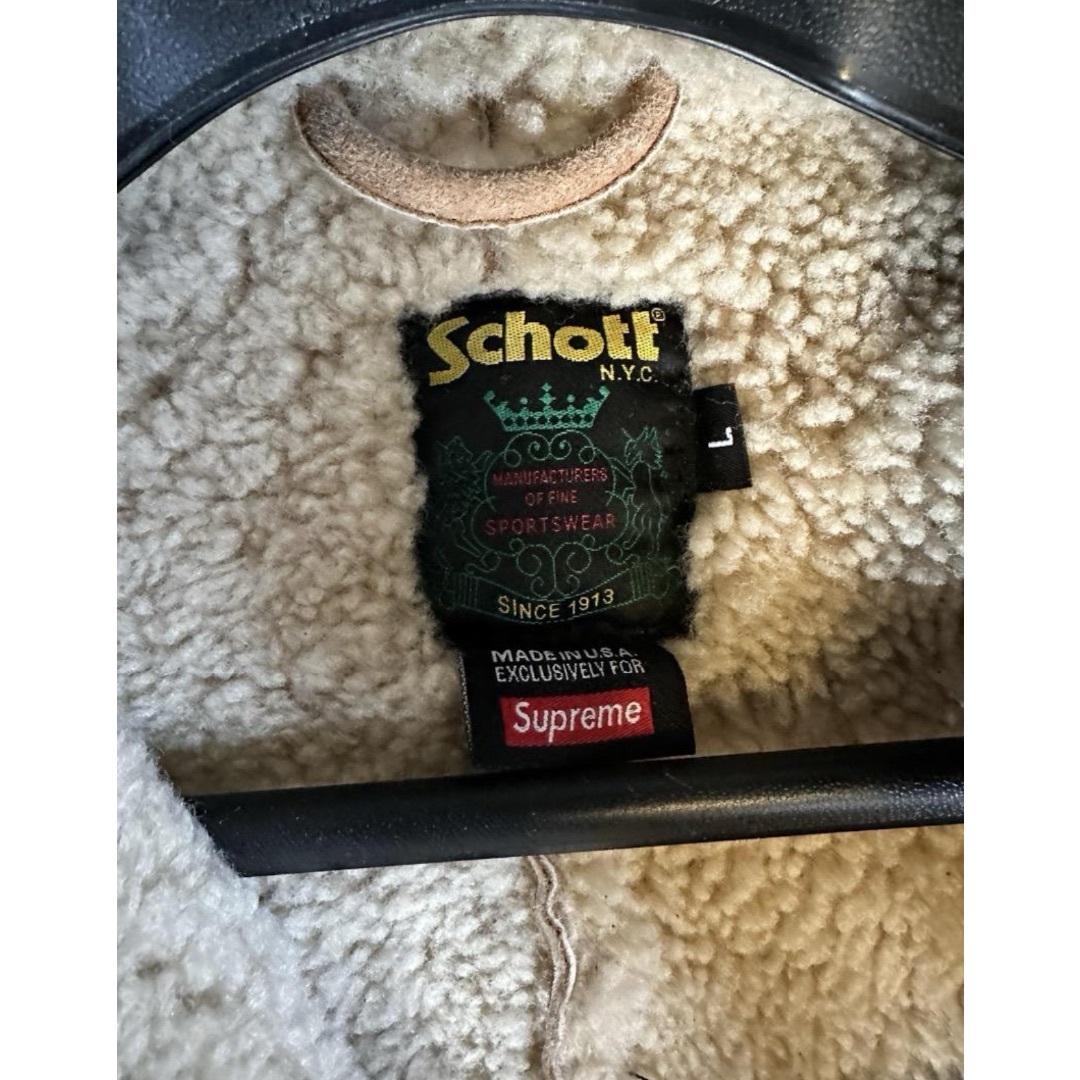 Schott®
N.Y.C.
L
MANUFACTURERS
OF FINE
SPORTSWEAR
SINCE 1913
MADE IN U.S.A.
EXCLUSIVELY FOR
Supreme